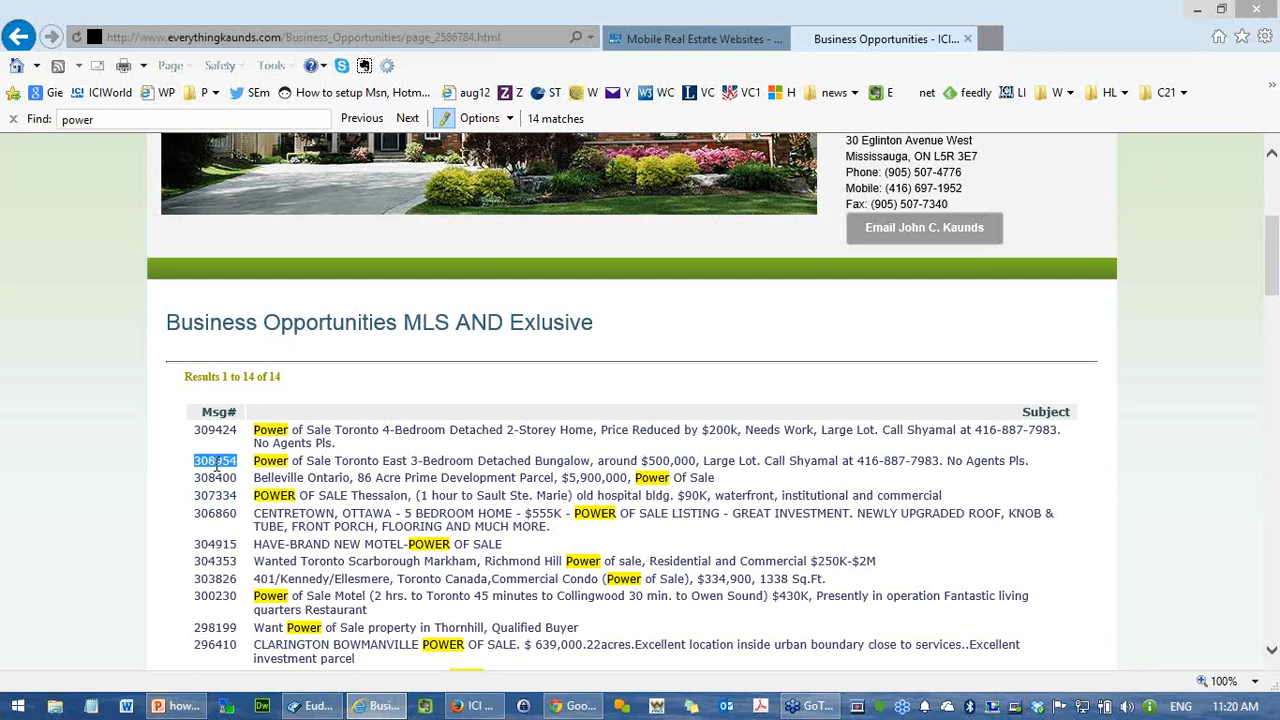 http://www.everythingkaunds.com/Business_Opportunities/page_2586784.html
Mobile Real Estate Websites - ...
Business Opportunities - ICI...
Page
Safety
Tools
Gie
ICIWorld
WP
P
SEm
How to setup Msn, Hotm...
aug12
Z
ST
W
Y
WC
VC
VC1
H
news
E
net
feedly
LI
W
HL
C21
Find: power
Previous
Next
Options
14 matches
30 Eglinton Avenue West
Mississauga, ON L5R 3E7
Phone: (905) 507-4776
Mobile: (416) 697-1952
Fax: (905) 507-7340
Email John C. Kaunds
Business Opportunities MLS AND Exlusive
Results 1 to 14 of 14
Msg# Subject
309424 Power of Sale Toronto 4-Bedroom Detached 2-Storey Home, Price Reduced by $200k, Needs Work, Large Lot. Call Shyamal at 416-887-7983.
No Agents Pls.
Power of Sale Toronto East 3-Bedroom Detached Bungalow, around $500,000, Large Lot. Call Shyamal at 416-887-7983. No Agents Pls.
308400 Belleville Ontario, 86 Acre Prime Development Parcel, $5,900,000, Power Of Sale
307334 POWER OF SALE Thessalon, (1 hour to Sault Ste. Marie) old hospital bldg. $90K, waterfront, institutional and commercial
306860 CENTRETOWN, OTTAWA - 5 BEDROOM HOME - $555K - POWER OF SALE LISTING - GREAT INVESTMENT. NEWLY UPGRADED ROOF, KNOB &
TUBE, FRONT PORCH, FLOORING AND MUCH MORE.
304915 HAVE-BRAND NEW MOTEL-POWER OF SALE
304353 Wanted Toronto Scarborough Markham, Richmond Hill Power of sale, Residential and Commercial $250K-$2M
303826 401/Kennedy/Ellesmere, Toronto Canada,Commercial Condo (Power of Sale), $334,900, 1338 Sq.Ft.
300230 Power of Sale Motel (2 hrs. to Toronto 45 minutes to Collingwood 30 min. to Owen Sound) $430K, Presently in operation Fantastic living
quarters Restaurant
298199 Want Power of Sale property in Thornhill, Qualified Buyer
296410 CLARINGTON BOWMANVILLE POWER OF SALE. $ 639,000.22acres.Excellent location inside urban boundary close to services..Excellent
investment parcel
100%
how...
Eud...
Busi...
ICI ...
Goo...
GoT...
ENG
11:20 AM